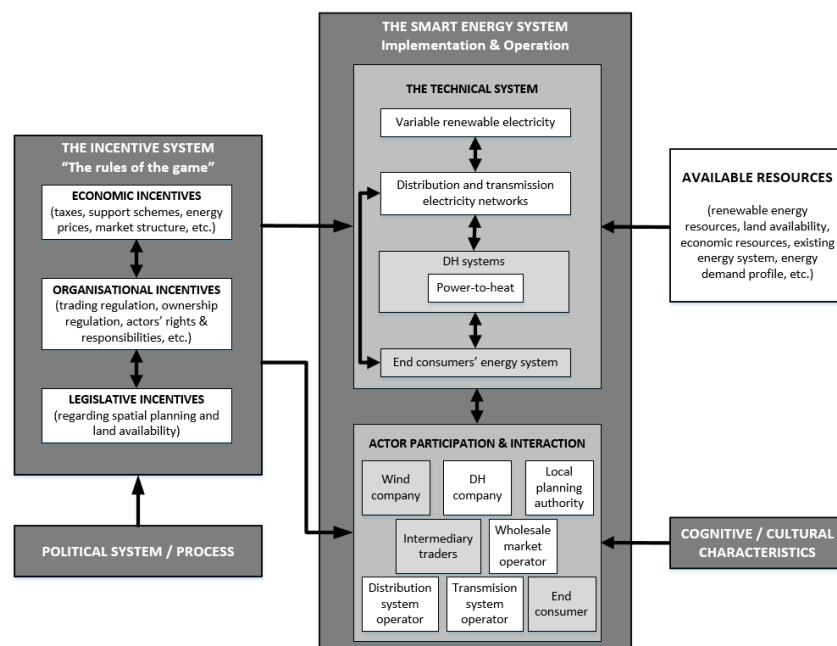 THE SMART ENERGY SYSTEM
Implementation & Operation
THE TECHNICAL SYSTEM
Variable renewable electricity
Distribution and transmission
electricity networks
DH systems
Power-to-heat
End consumers' energy system
THE INCENTIVE SYSTEM
“The rules of the game”
ECONOMIC INCENTIVES
(taxes, support schemes, energy
prices, market structure, etc.)
ORGANISATIONAL INCENTIVES
(trading regulation, ownership
regulation, actors' rights &
responsibilities, etc.)
LEGISLATIVE INCENTIVES
(regarding spatial planning and
land availability)
POLITICAL SYSTEM / PROCESS
AVAILABLE RESOURCES
(renewable energy
resources, land availability,
economic resources, existing
energy system, energy
demand profile, etc.)
ACTOR PARTICIPATION & INTERACTION
Wind
company
DH
company
Local
planning
authority
Intermediary
traders
Wholesale
market
operator
Distribution
system
operator
Transmision
system
operator
End
consumer
COGNITIVE / CULTURAL
CHARACTERISTICS